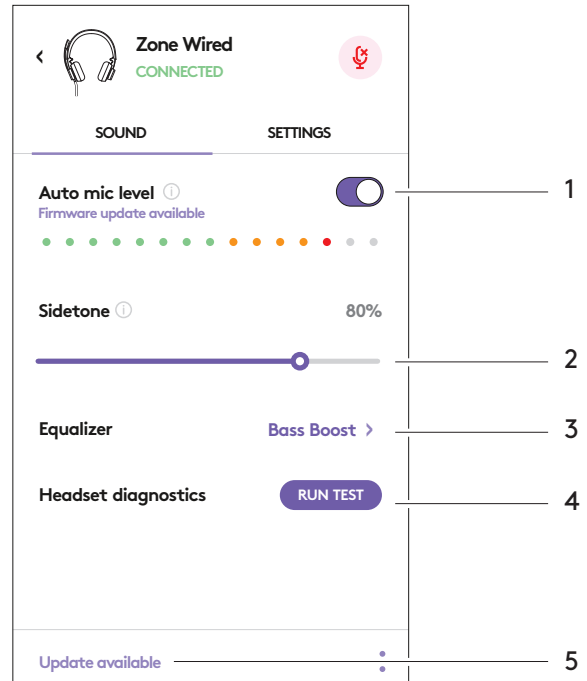 Zone Wired
CONNECTED
SOUND SETTINGS
Auto mic level
1
Firmware update available
Sidetone 80%
2
Equalizer Bass Boost >
3
Headset diagnostics RUN TEST
4
Update available
5